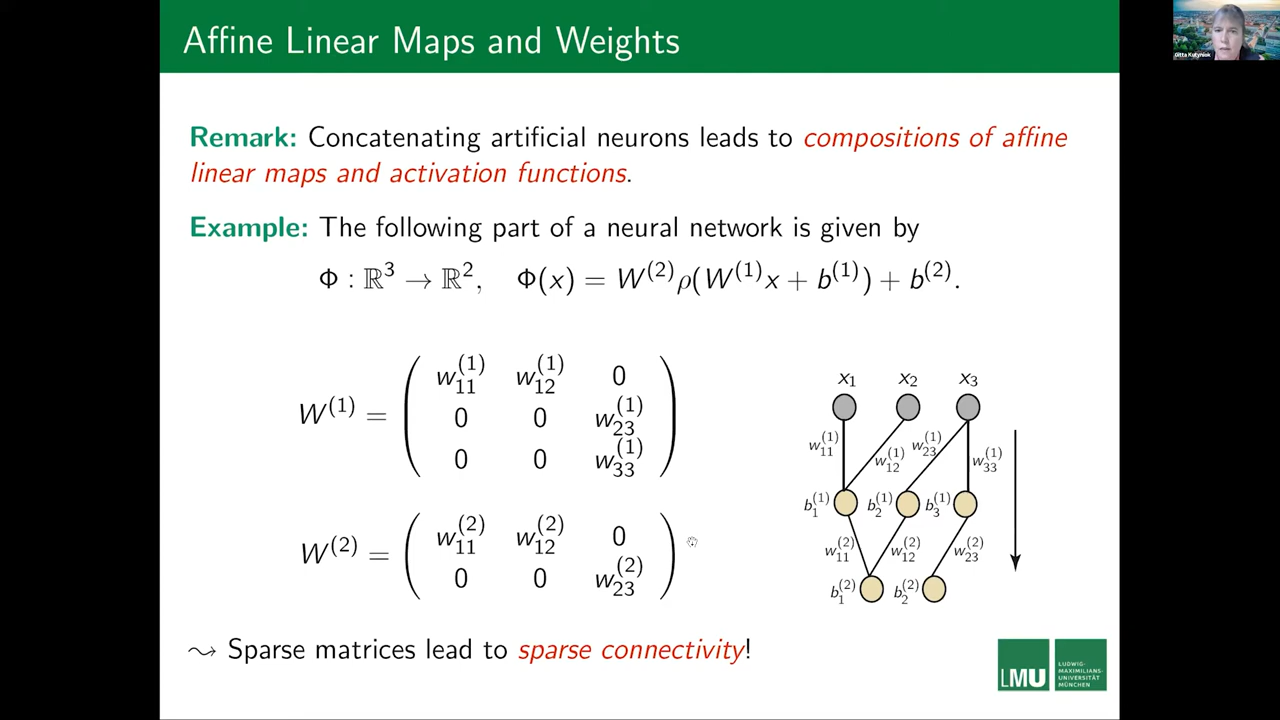 Affine Linear Maps and Weights
Gitta Kutyniok
Remark: Concatenating artificial neurons leads to compositions of affine
linear maps and activation functions.
Example: The following part of a neural network is given by
Φ : ℝ³ → ℝ², Φ(x) = W⁽²⁾ρ(W⁽¹⁾x + b⁽¹⁾) + b⁽²⁾.
W⁽¹⁾ =
w₁₁⁽¹⁾ w₁₂⁽¹⁾ 0
0 0 w₂₃⁽¹⁾
0 0 w₃₃⁽¹⁾
W⁽²⁾ =
w₁₁⁽²⁾ w₁₂⁽²⁾ 0
0 0 w₂₃⁽²⁾
x₁ x₂ x₃
w₁₁⁽¹⁾ w₁₂⁽¹⁾ w₂₃⁽¹⁾ w₃₃⁽¹⁾
b₁⁽¹⁾ b₂⁽¹⁾ b₃⁽¹⁾
w₁₁⁽²⁾ w₁₂⁽²⁾ w₂₃⁽²⁾
b₁⁽²⁾ b₂⁽²⁾
⤳ Sparse matrices lead to sparse connectivity!
LMU
LUDWIG-
MAXIMILIANS-
UNIVERSITÄT
MÜNCHEN